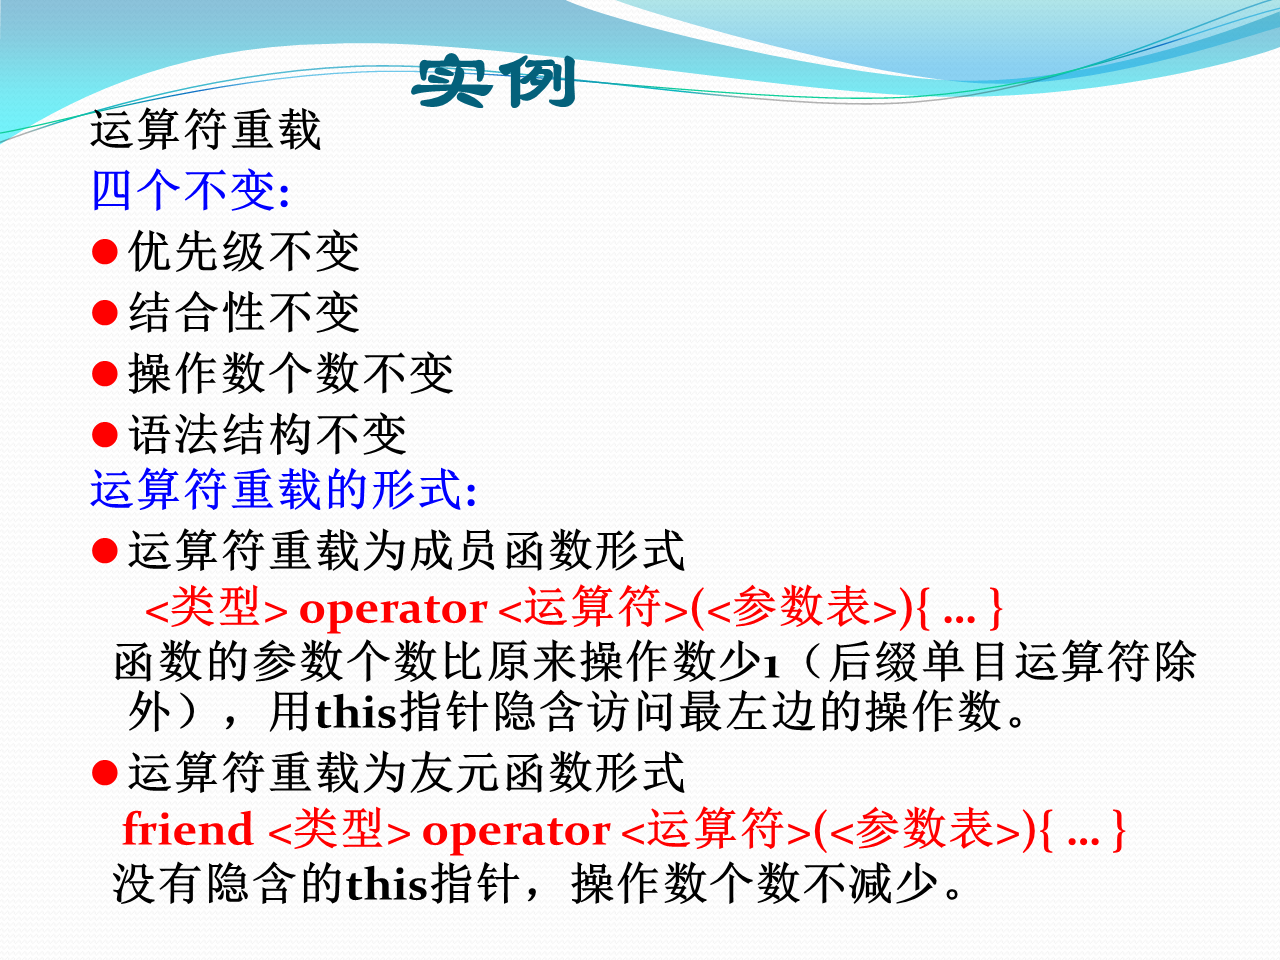 实例
运算符重载
四个不变:
●优先级不变
●结合性不变
●操作数个数不变
●语法结构不变
运算符重载的形式:
●运算符重载为成员函数形式
<类型> operator <运算符>(<参数表>){ ... }
函数的参数个数比原来操作数少1（后缀单目运算符除
外），用this指针隐含访问最左边的操作数。
●运算符重载为友元函数形式
friend <类型> operator <运算符>(<参数表>){ ... }
没有隐含的this指针，操作数个数不减少。